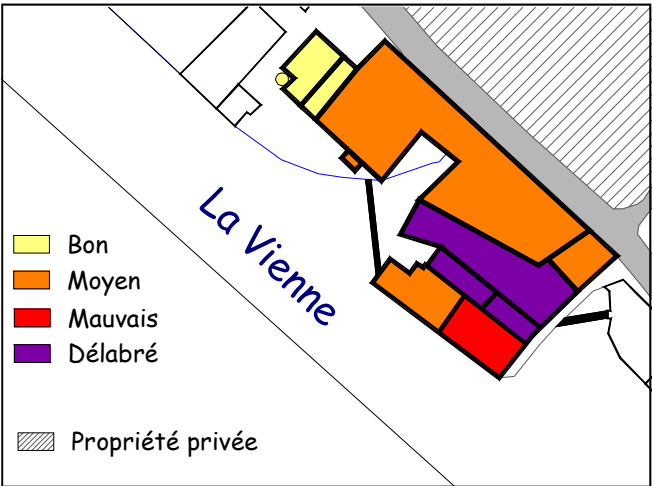 La Vienne
Bon
Moyen
Mauvais
Délabré
Propriété privée